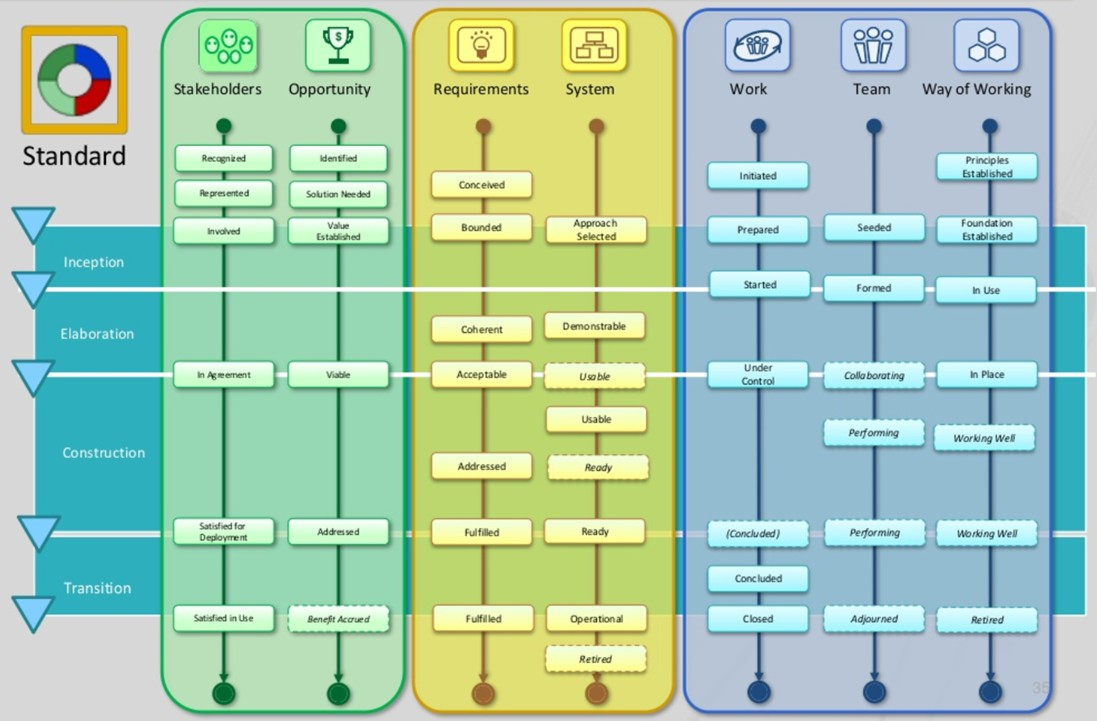 Stakeholders
Opportunity
Requirements
System
Work
Team
Way of Working
Standard
Recognized
Identified
Principles
Established
Conceived
Initiated
Represented
Solution Needed
Involved
Value
Established
Bounded
Approach
Selected
Prepared
Seeded
Foundation
Established
Inception
Started
Formed
In Use
Elaboration
Coherent
Demonstrable
In Agreement
Viable
Acceptable
Usable
Under
Control
Collaborating
In Place
Usable
Performing
Working Well
Construction
Addressed
Ready
Satisfied for
Deployment
Addressed
Fulfilled
Ready
(Concluded)
Performing
Working Well
Transition
Concluded
Satisfied in Use
Benefit Accrued
Fulfilled
Operational
Closed
Adjourned
Retired
Retired
35
$